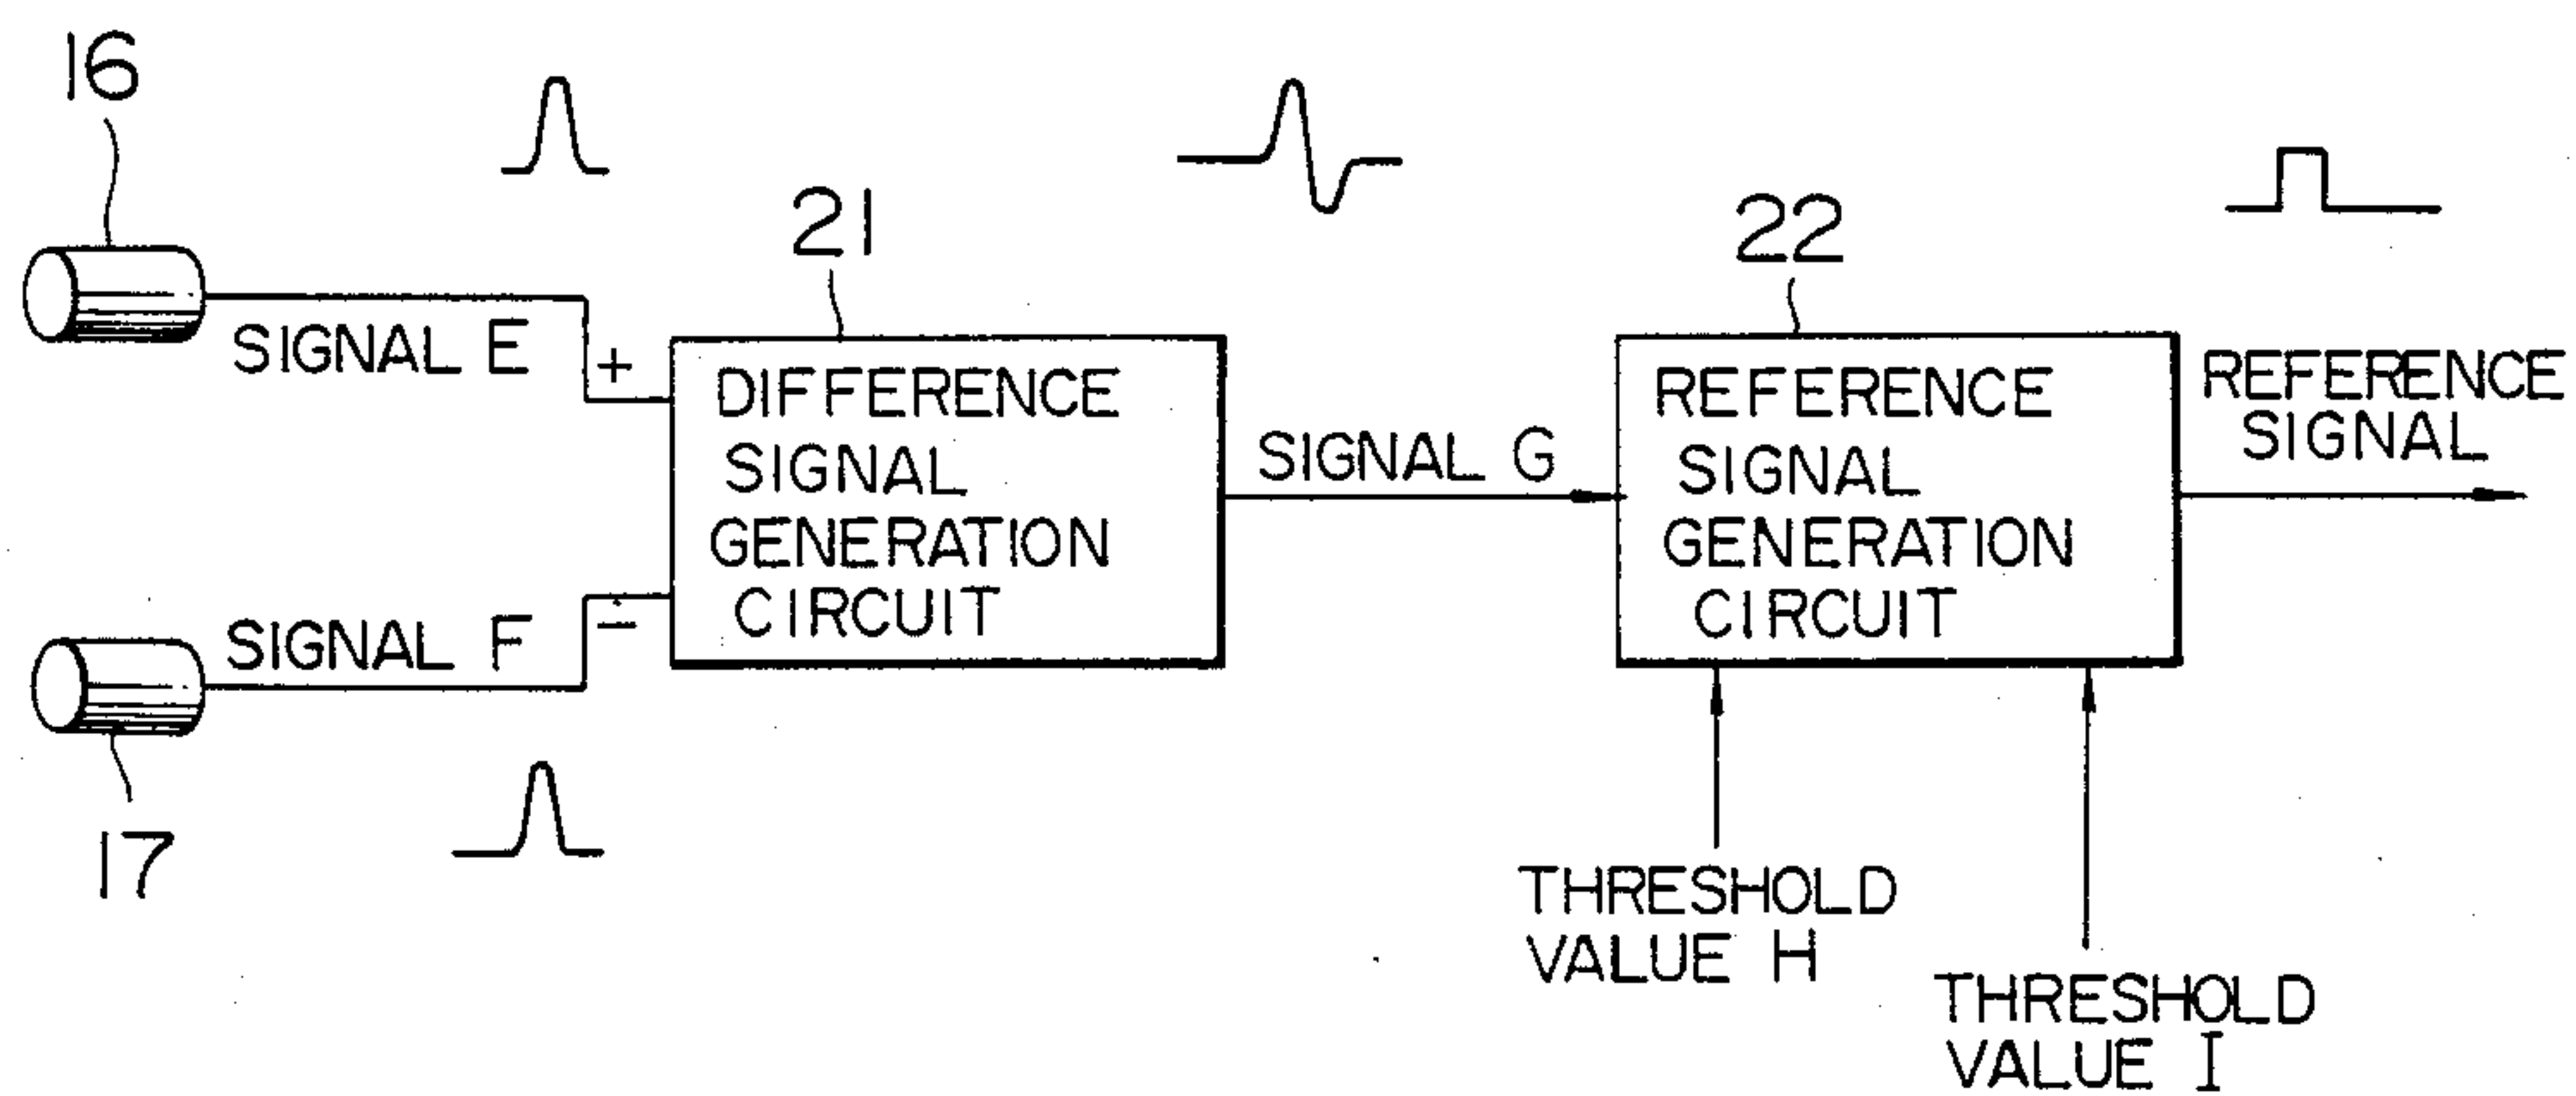 16
SIGNAL E
+
21
DIFFERENCE
SIGNAL
GENERATION
CIRCUIT
SIGNAL F
-
17
SIGNAL G
22
REFERENCE
SIGNAL
GENERATION
CIRCUIT
REFERENCE
SIGNAL
THRESHOLD
VALUE H
THRESHOLD
VALUE I